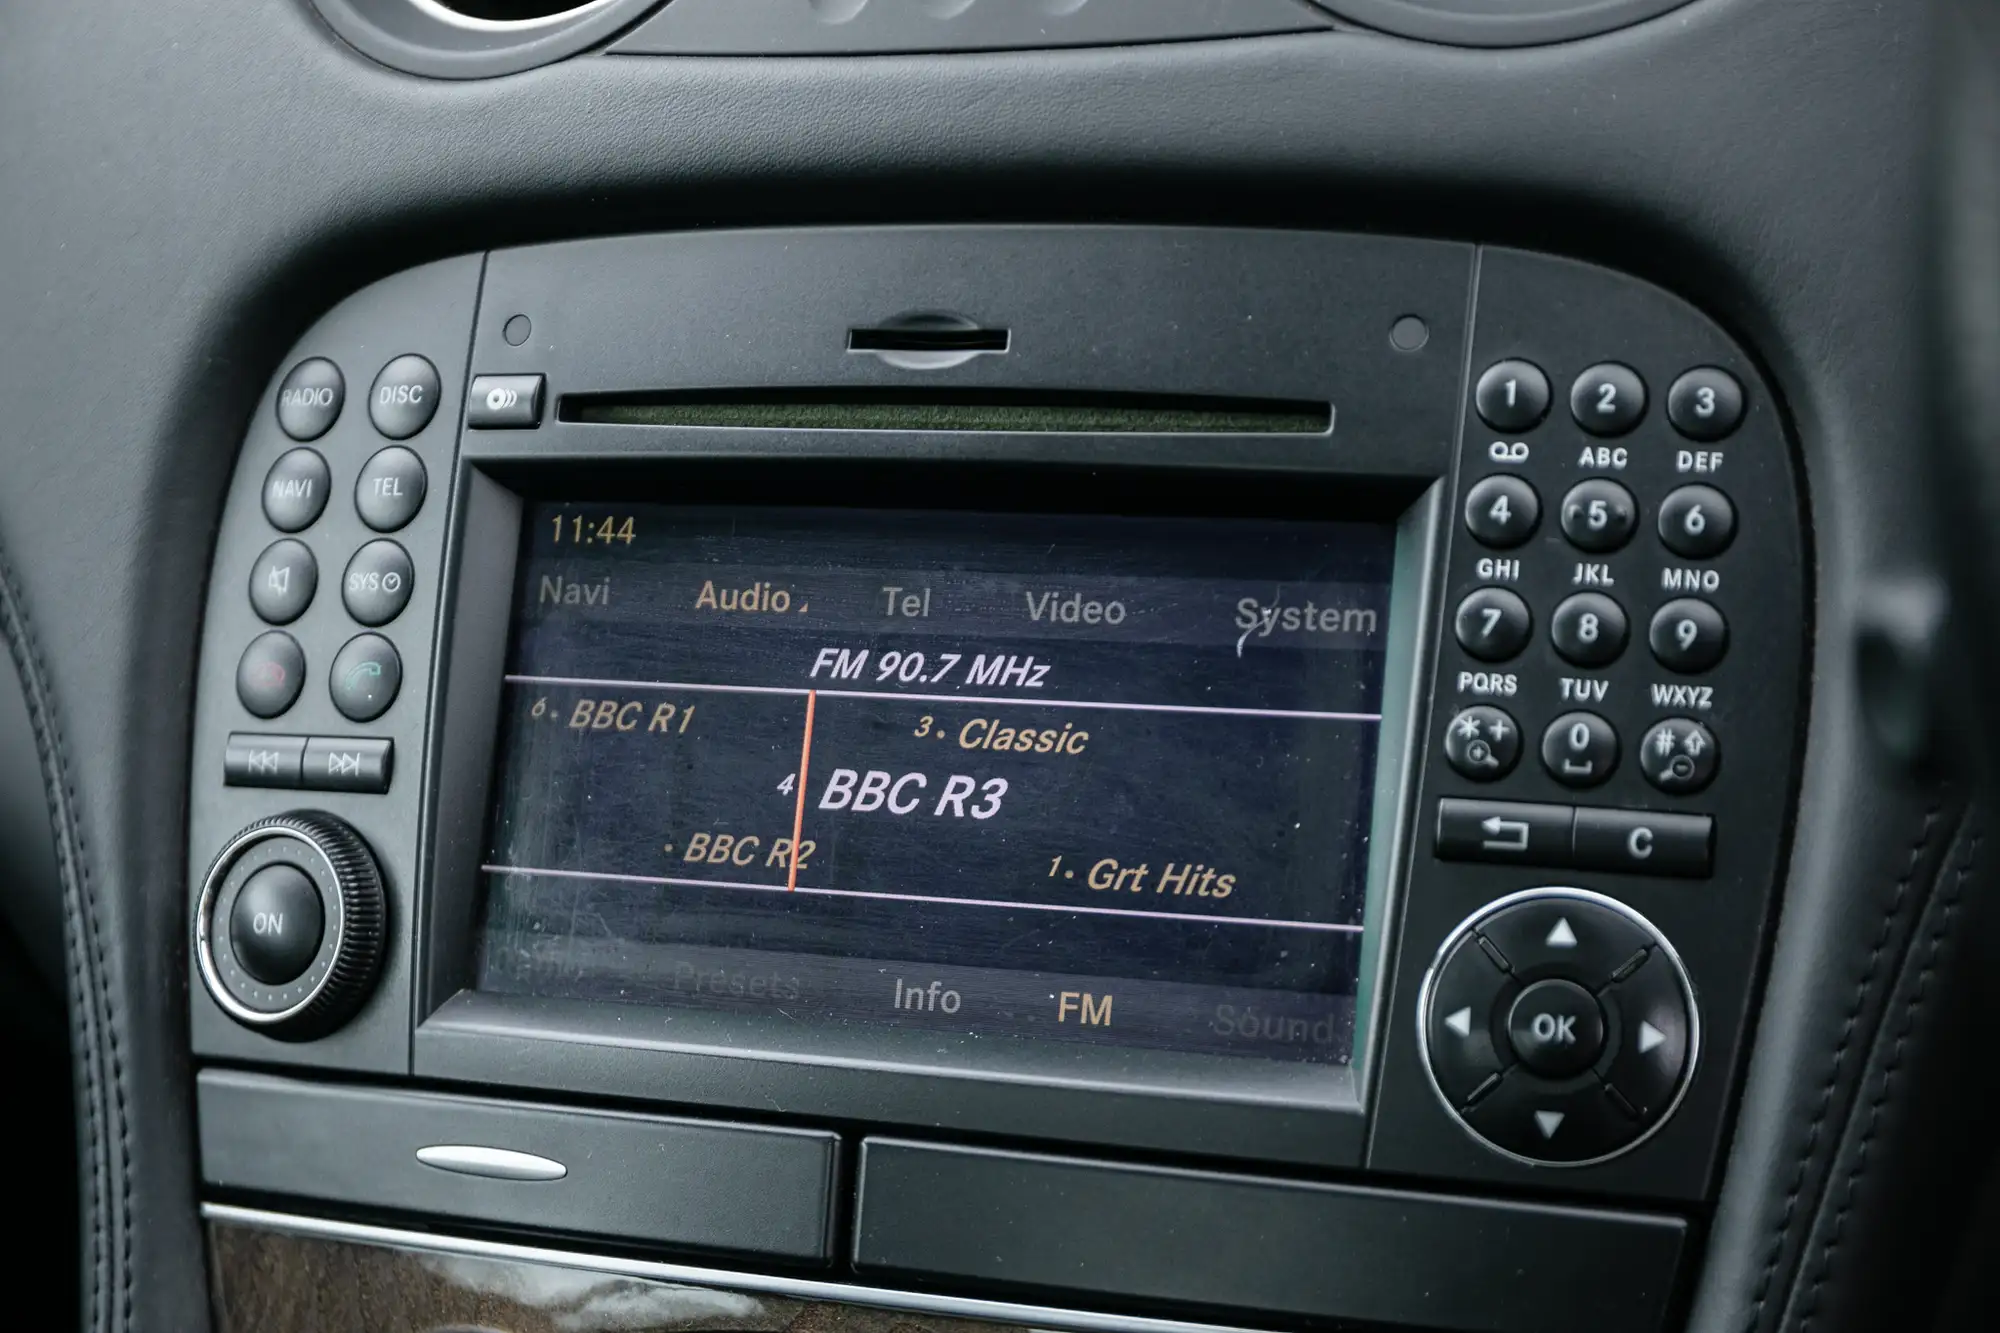 RADIO DISC
NAVI TEL
SYS
ON
11:44
Navi Audio Tel Video System
FM 90.7 MHz
6. BBC R1 3. Classic
4 BBC R3
· BBC R2 1. Grt Hits
Presets Info FM Sound
1 2 3
ABC DEF
4 5 6
GHI JKL MNO
7 8 9
PQRS TUV WXYZ
* + 0 #
C
OK